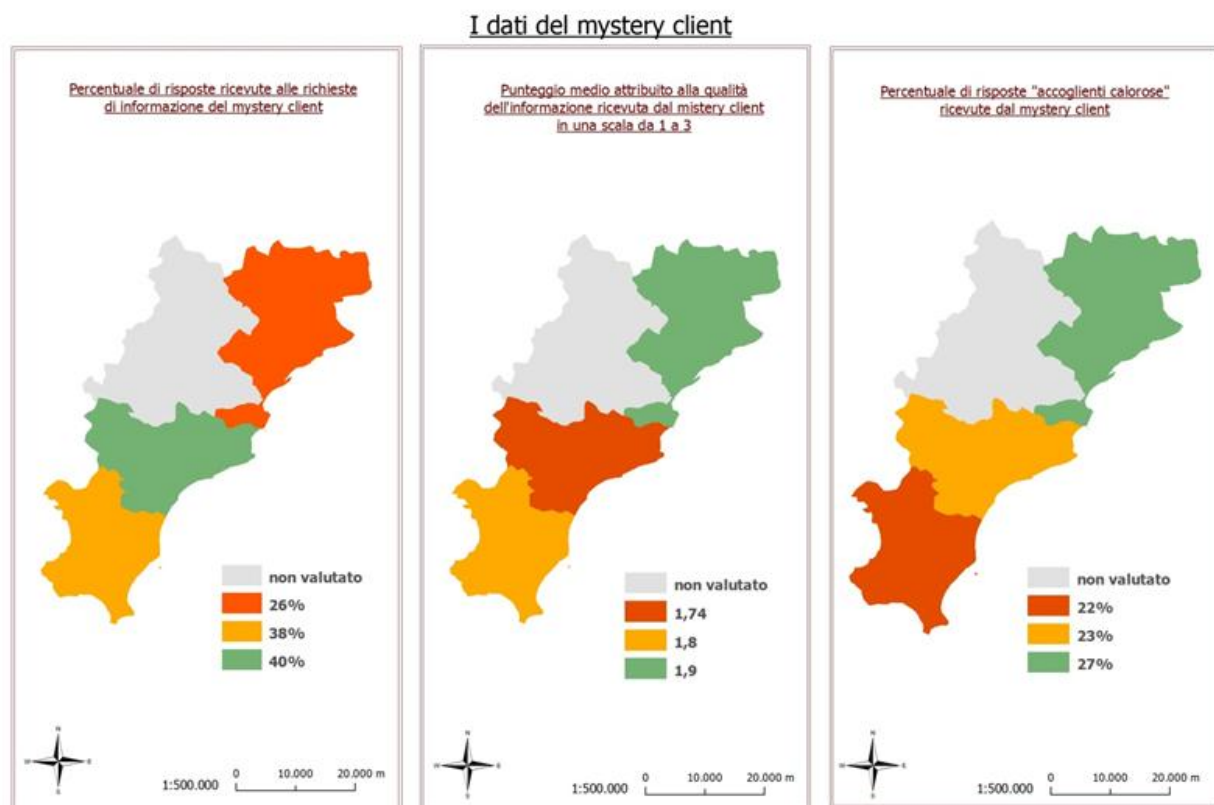 I dati del mystery client
Percentuale di risposte ricevute alle richieste
di informazione del mystery client
non valutato
26%
38%
40%
N
W
E
S
1:500.000
0
10.000
20.000 m
Punteggio medio attribuito alla qualità
dell'informazione ricevuta dal mistery client
in una scala da 1 a 3
non valutato
1,74
1,8
1,9
N
W
E
S
1:500.000
0
10.000
20.000 m
Percentuale di risposte "accoglienti calorose"
ricevute dal mystery client
non valutato
22%
23%
27%
N
W
E
S
1:500.000
0
10.000
20.000 m